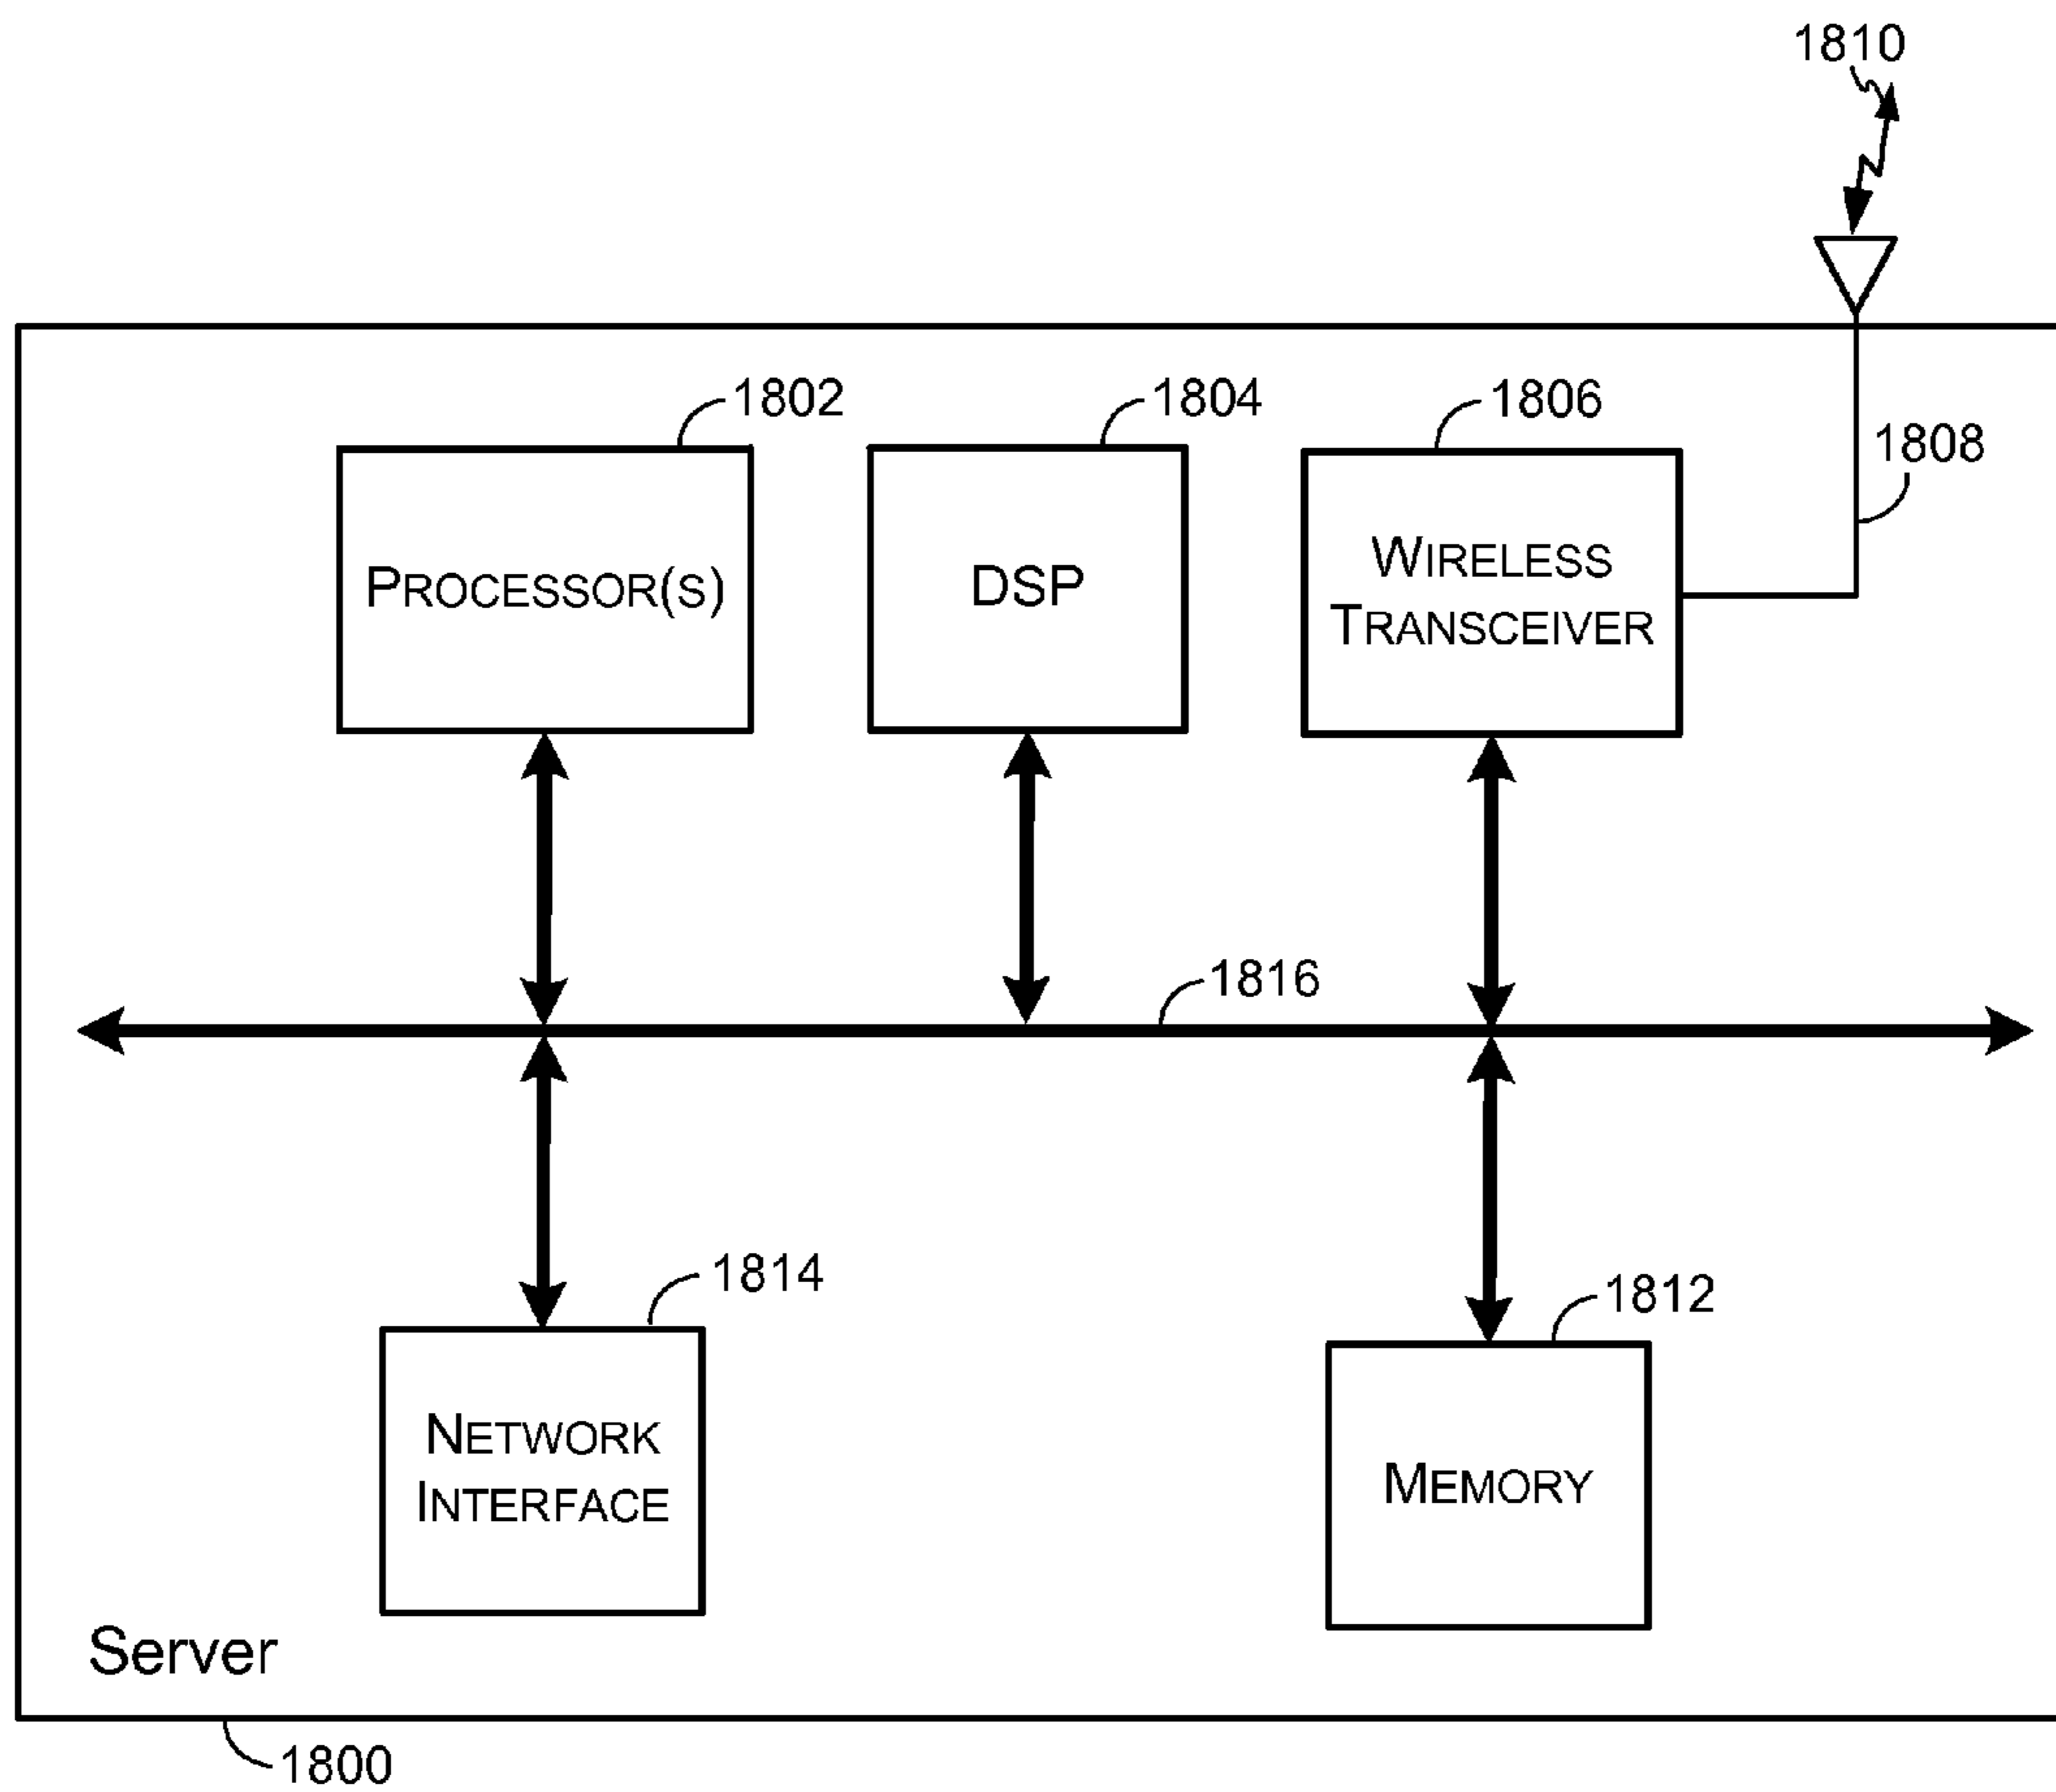 1810
1802
1804
1806
1808
PROCESSOR(S)
DSP
WIRELESS
TRANSCEIVER
1816
1814
1812
NETWORK
INTERFACE
MEMORY
Server
1800